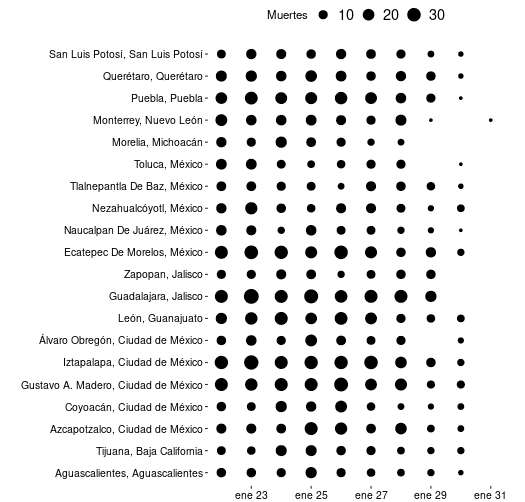 Muertes 10 20 30
San Luis Potosí, San Luis Potosí
Querétaro, Querétaro
Puebla, Puebla
Monterrey, Nuevo León
Morelia, Michoacán
Toluca, México
Tlalnepantla De Baz, México
Nezahualcóyotl, México
Naucalpan De Juárez, México
Ecatepec De Morelos, México
Zapopan, Jalisco
Guadalajara, Jalisco
León, Guanajuato
Álvaro Obregón, Ciudad de México
Iztapalapa, Ciudad de México
Gustavo A. Madero, Ciudad de México
Coyoacán, Ciudad de México
Azcapotzalco, Ciudad de México
Tijuana, Baja California
Aguascalientes, Aguascalientes
ene 23 ene 25 ene 27 ene 29 ene 31